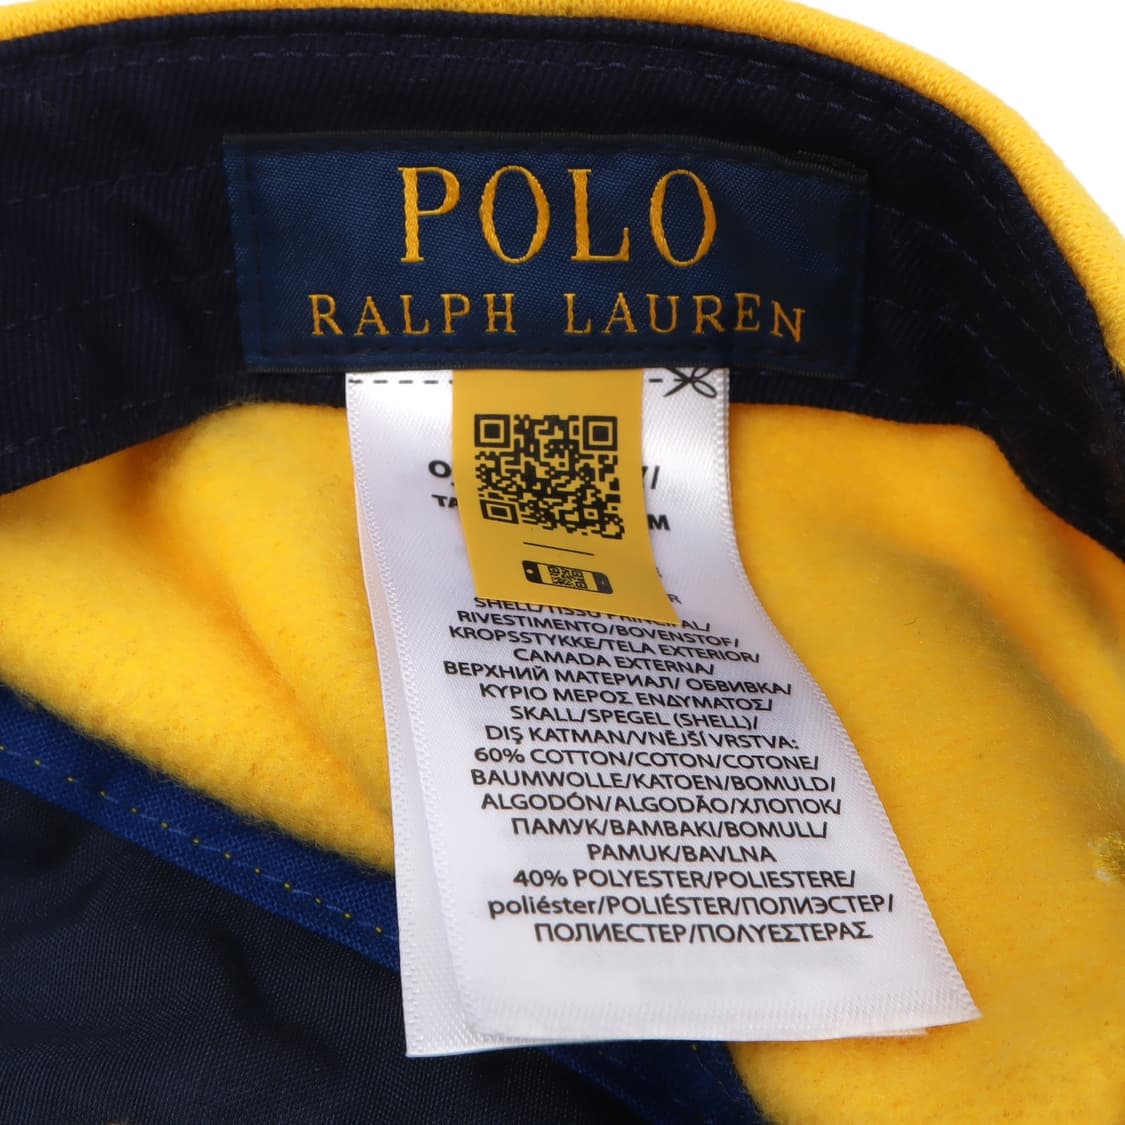 POLO
RALPH LAUREN
SHELL/TISSU PRINCIPAL/
RIVESTIMENTO/BOVENSTOF/
KROPSSTYKKE/TELA EXTERIOR/
CAMADA EXTERNA/
ВЕРХНИЙ МАТЕРИАЛ/ ОБВИВКА/
ΚΥΡΙΟ ΜΕΡΟΣ ΕΝΔΥΜΑΤΟΣ/
SKALL/SPEGEL (SHELL)/
DIŞ KATMAN/VNĚJŠÍ VRSTVA:
60% COTTON/COTON/COTONE/
BAUMWOLLE/KATOEN/BOMULD/
ALGODÓN/ALGODÃO/ХЛОПОК/
ПАМУК/ΒΑΜΒΑΚΙ/BOMULL/
PAMUK/BAVLNA
40% POLYESTER/POLIESTERE/
poliéster/POLIÉSTER/ПОЛИЭСТЕР/
ПОЛИЕСТЕР/ΠΟΛΥΕΣΤΕΡΑΣ